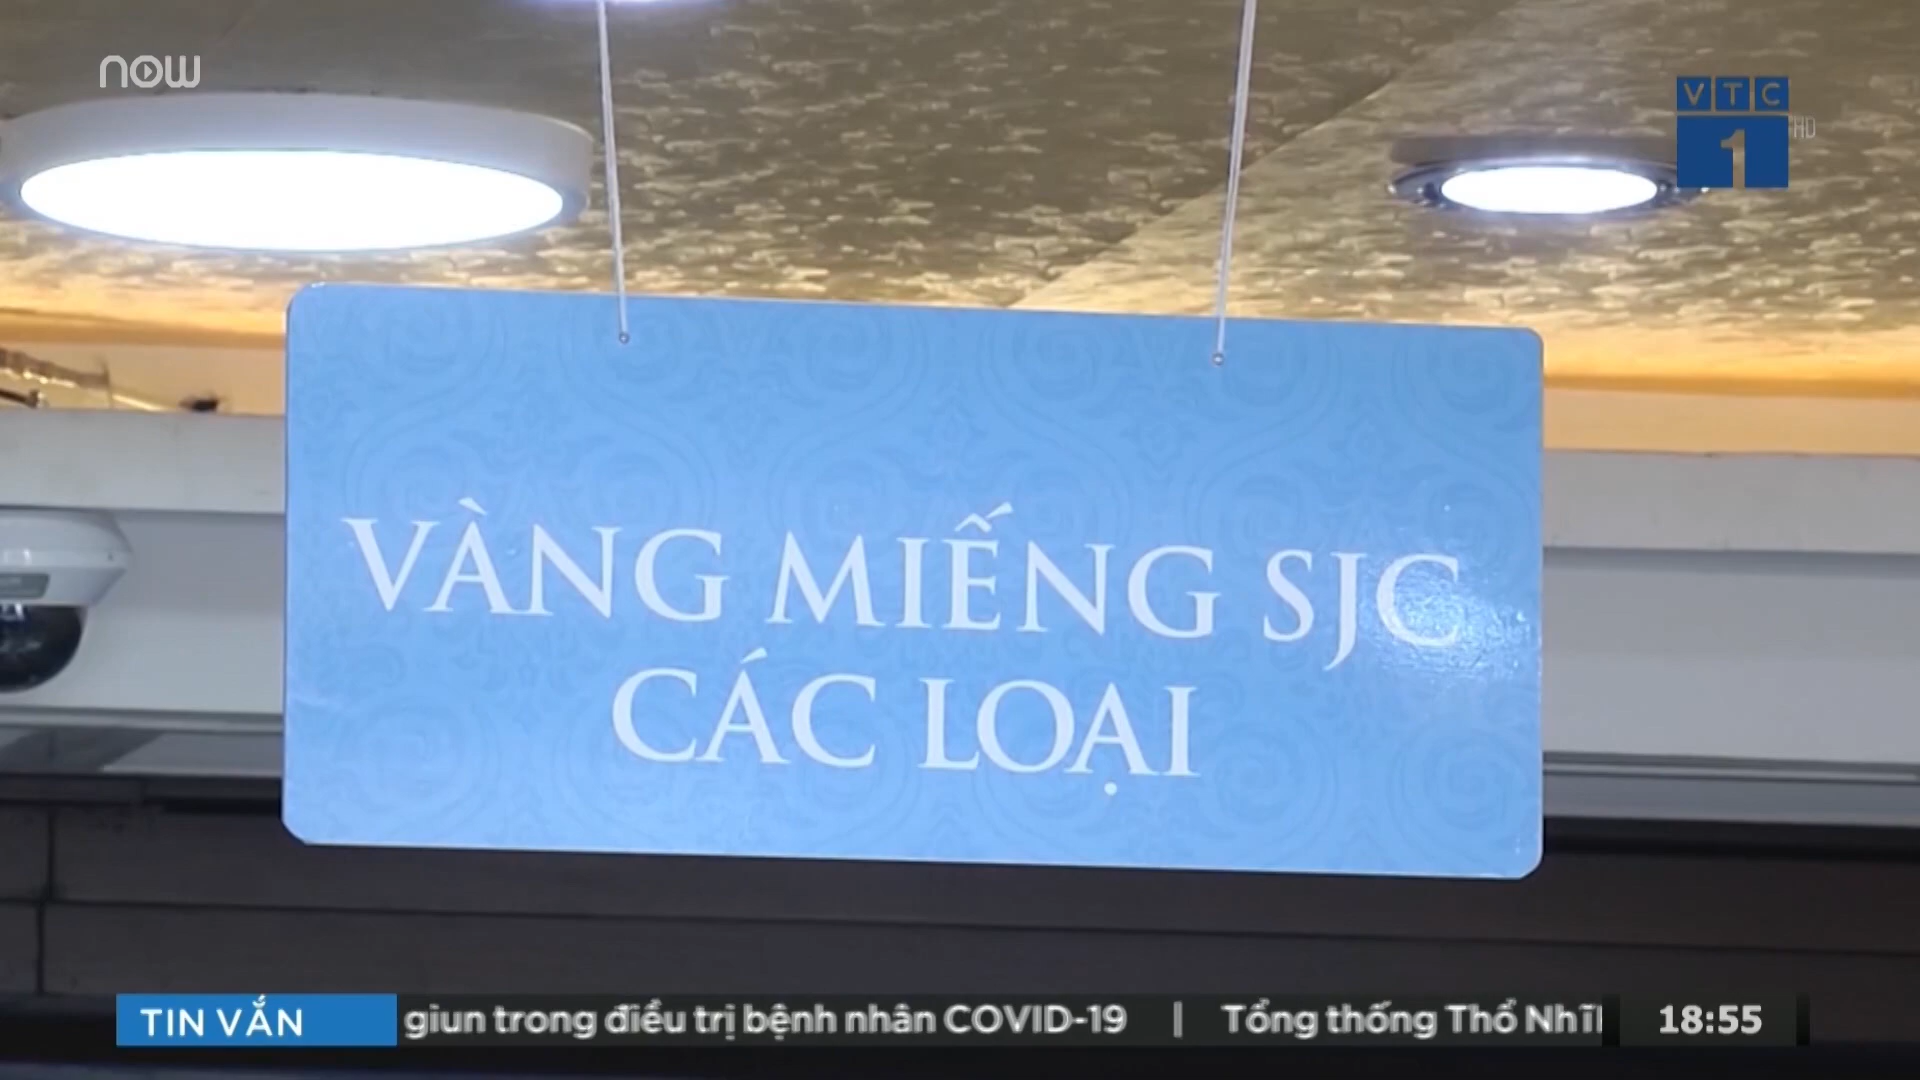 now
VTC
1
HD
VÀNG MIẾNG SJC
CÁC LOẠI
TIN VẮN
giun trong điều trị bệnh nhân COVID-19 | Tổng thống Thổ Nhĩ
18:55